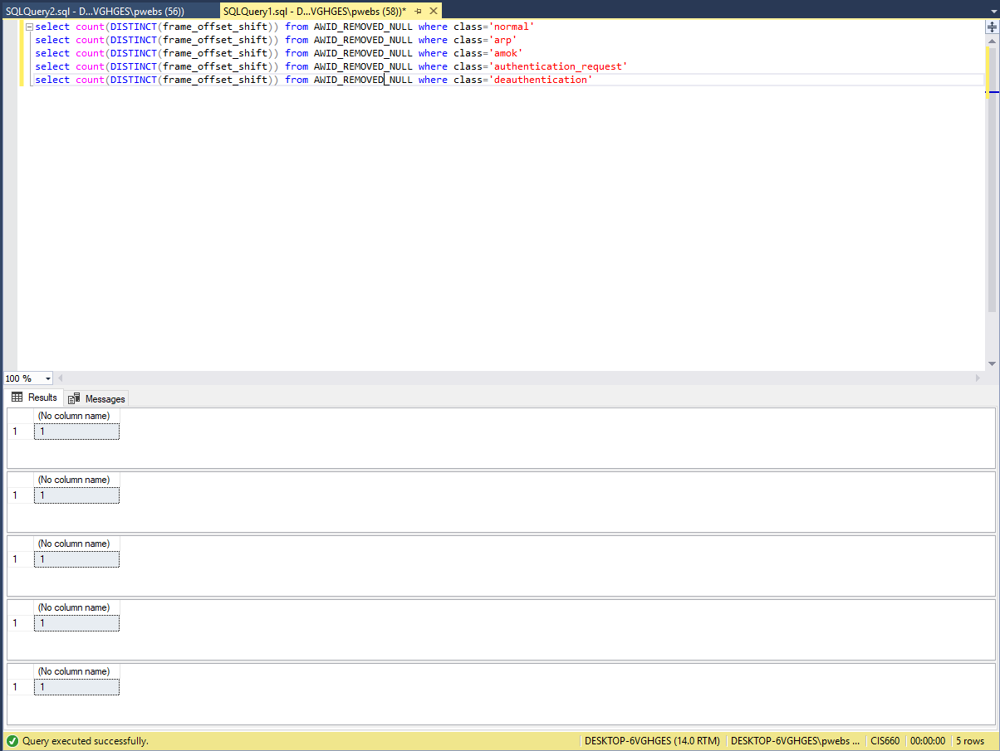 SQLQuery2.sql - D...VGHGES\pwebs (56)) SQLQuery1.sql - D...VGHGES\pwebs (58))*
select count(DISTINCT(frame_offset_shift)) from AWID_REMOVED_NULL where class='normal'
select count(DISTINCT(frame_offset_shift)) from AWID_REMOVED_NULL where class='arp'
select count(DISTINCT(frame_offset_shift)) from AWID_REMOVED_NULL where class='amok'
select count(DISTINCT(frame_offset_shift)) from AWID_REMOVED_NULL where class='authentication_request'
select count(DISTINCT(frame_offset_shift)) from AWID_REMOVED_NULL where class='deauthentication'
100 %
Results Messages
(No column name)
1 1
(No column name)
1 1
(No column name)
1 1
(No column name)
1 1
(No column name)
1 1
Query executed successfully. DESKTOP-6VGHGES (14.0 RTM) DESKTOP-6VGHGES\pwebs ... CIS660 00:00:00 5 rows